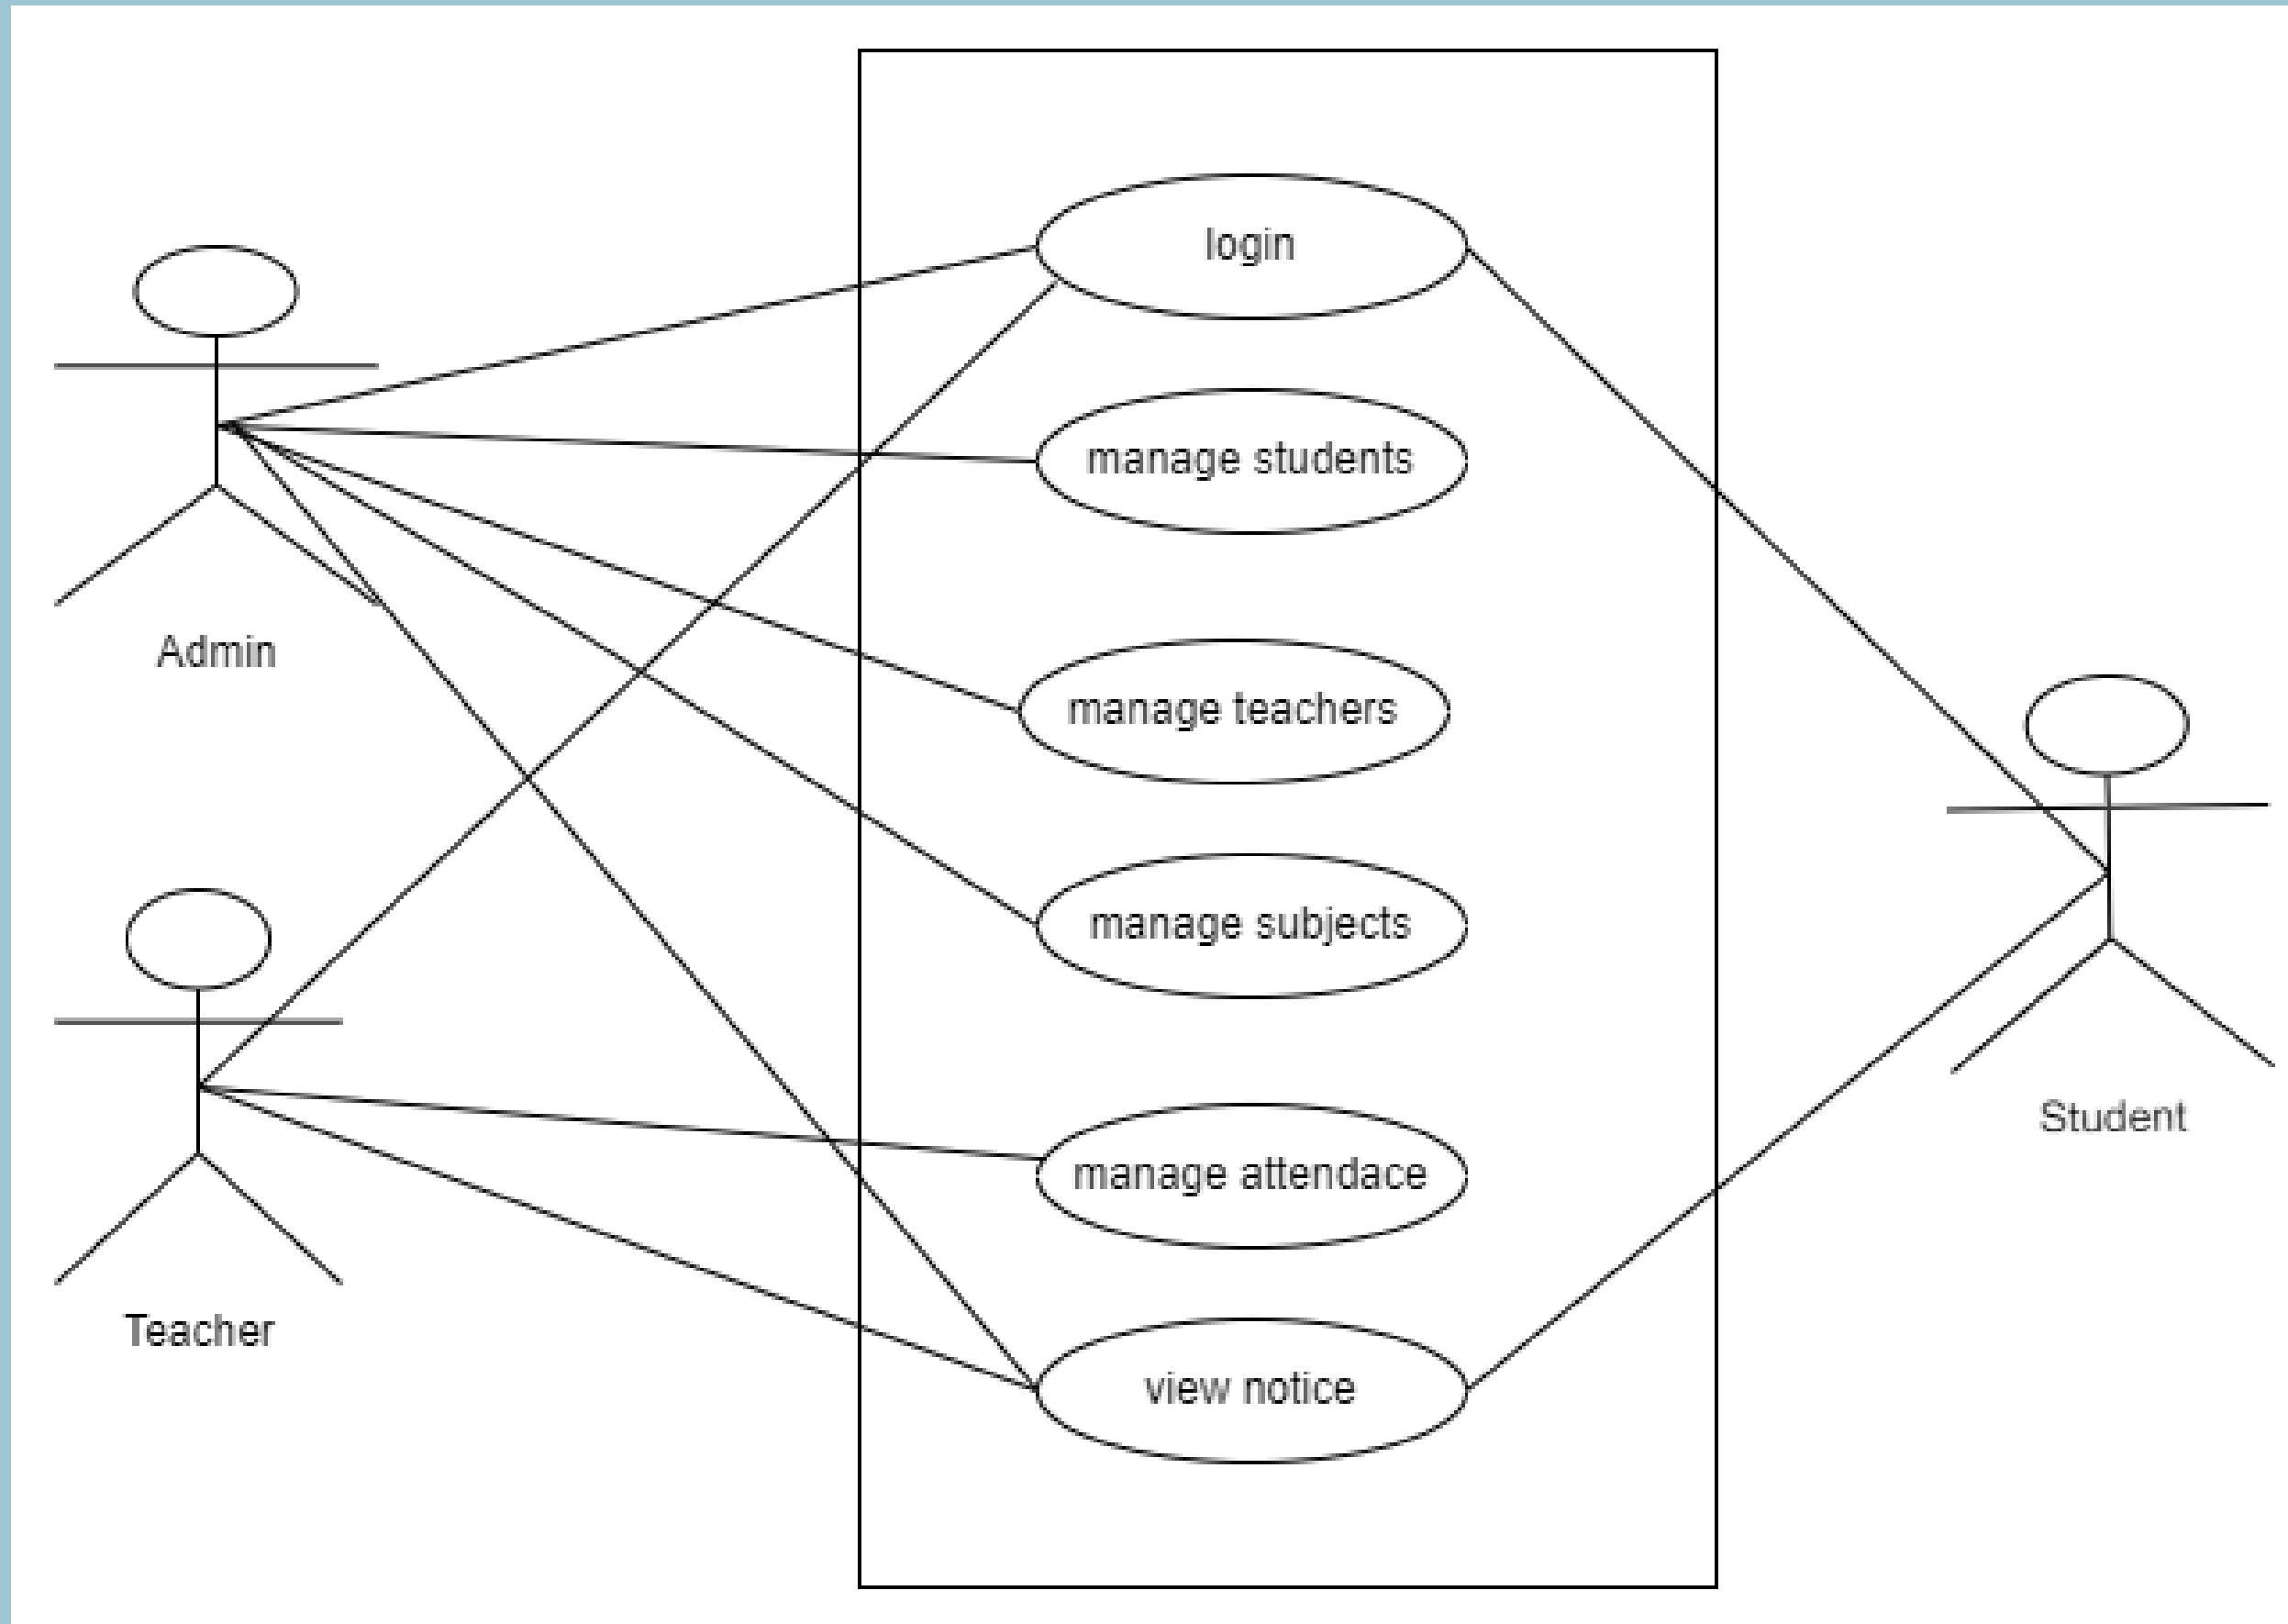 login
manage students
Admin
manage teachers
manage subjects
Student
manage attendace
Teacher
view notice